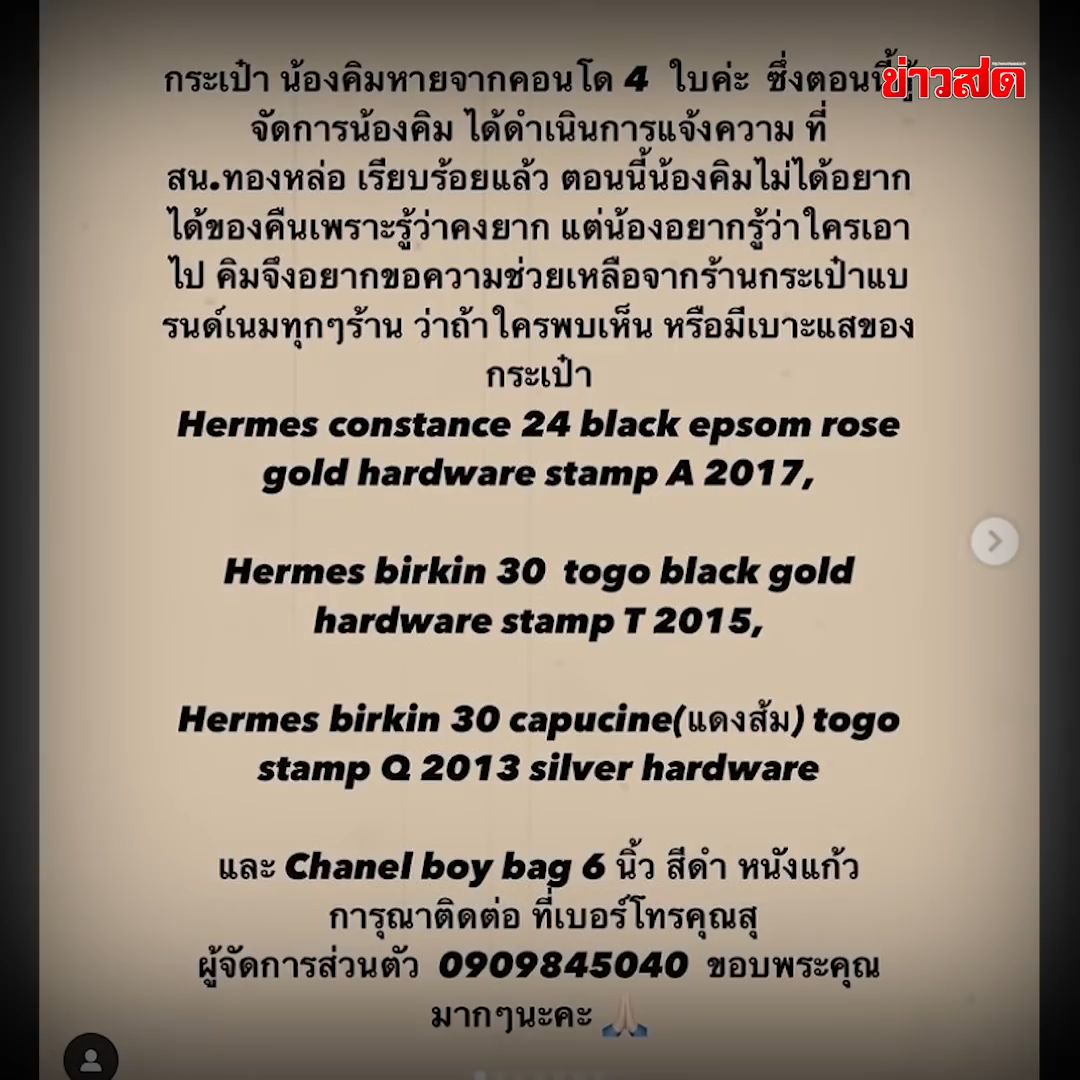 ข่าวสด
กระเป๋า น้องคิมหายจากคอนโด 4 ใบค่ะ ซึ่งตอนนี้
จัดการน้องคิม ได้ดำเนินการแจ้งความ ที่
สน.ทองหล่อ เรียบร้อยแล้ว ตอนนี้น้องคิมไม่ได้อยาก
ได้ของคืนเพราะรู้ว่าคงยาก แต่น้องอยากรู้ว่าใครเอา
ไป คิมจึงอยากขอความช่วยเหลือจากร้านกระเป๋าแบ
รนด์เนมทุกๆร้าน ว่าถ้าใครพบเห็น หรือมีเบาะแสของ
กระเป๋า
Hermes constance 24 black epsom rose
gold hardware stamp A 2017,
Hermes birkin 30 togo black gold
hardware stamp T 2015,
Hermes birkin 30 capucine(แดงส้ม) togo
stamp Q 2013 silver hardware
และ Chanel boy bag 6 นิ้ว สีดำ หนังแก้ว
การุณาติดต่อ ที่เบอร์โทรคุณสุ
ผู้จัดการส่วนตัว 0909845040 ขอบพระคุณ
มากๆนะคะ 🙏🏻